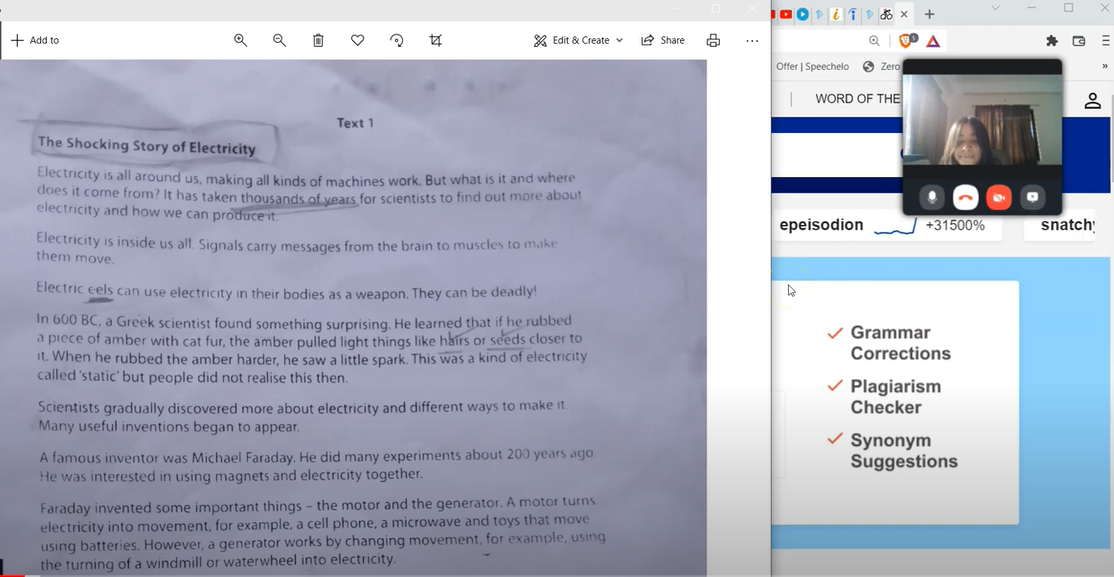 Add to
Edit & Create
Share
Offer | Speechelo
Zero
»
WORD OF THE
epeisodion
+31500%
snatchy
Grammar
Corrections
Plagiarism
Checker
Synonym
Suggestions
Text 1
The Shocking Story of Electricity
Electricity is all around us, making all kinds of machines work. But what is it and where
does it come from? It has taken thousands of years for scientists to find out more about
electricity and how we can produce it.
Electricity is inside us all. Signals carry messages from the brain to muscles to make
them move.
Electric eels can use electricity in their bodies as a weapon. They can be deadly!
In 600 BC, a Greek scientist found something surprising. He learned that if he rubbed
a piece of amber with cat fur, the amber pulled light things like hairs or seeds closer to
it. When he rubbed the amber harder, he saw a little spark. This was a kind of electricity
called 'static' but people did not realise this then.
Scientists gradually discovered more about electricity and different ways to make it.
Many useful inventions began to appear.
A famous inventor was Michael Faraday. He did many experiments about 200 years ago.
He was interested in using magnets and electricity together.
Faraday invented some important things – the motor and the generator. A motor turns
electricity into movement, for example, a cell phone, a microwave and toys that move
using batteries. However, a generator works by changing movement, for example, using
the turning of a windmill or waterwheel into electricity.